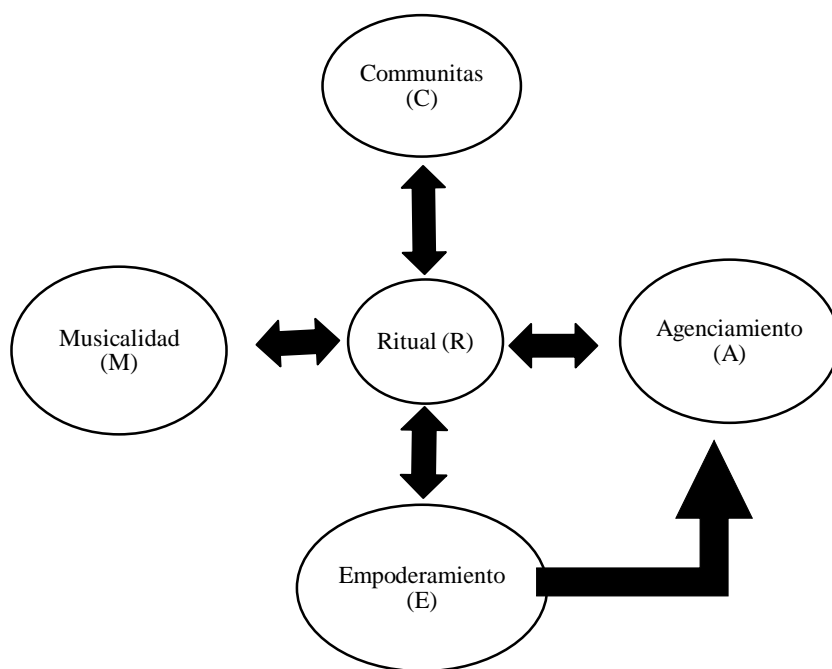 Communitas
(C)
Musicalidad
(M)
Ritual (R)
Agenciamiento
(A)
Empoderamiento
(E)